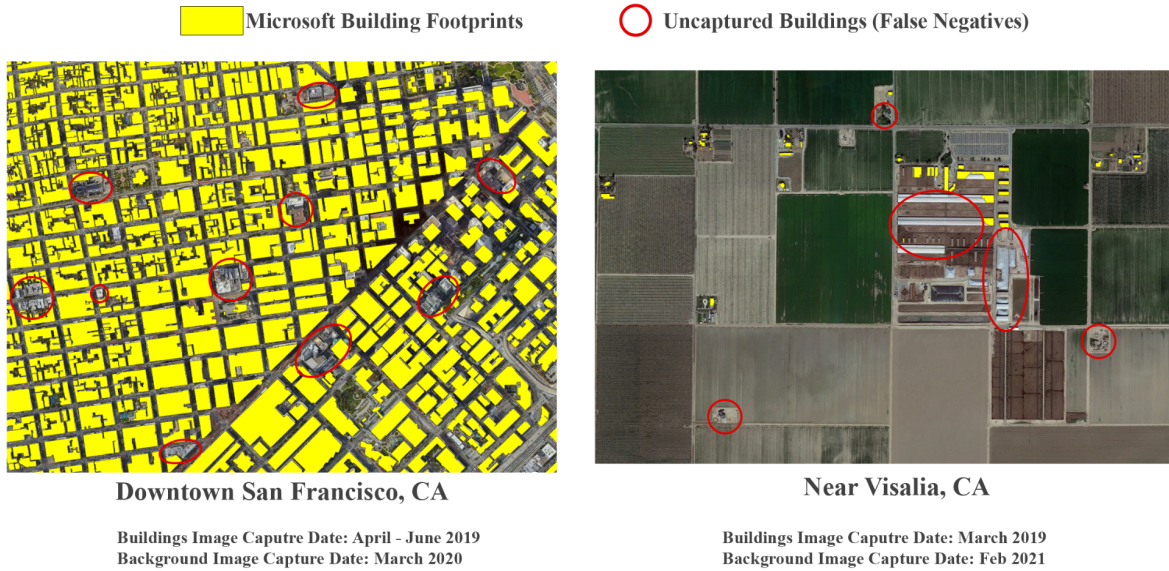 Microsoft Building Footprints
Uncaptured Buildings (False Negatives)
Downtown San Francisco, CA
Near Visalia, CA
Buildings Image Caputre Date: April - June 2019
Background Image Capture Date: March 2020
Buildings Image Caputre Date: March 2019
Background Image Capture Date: Feb 2021